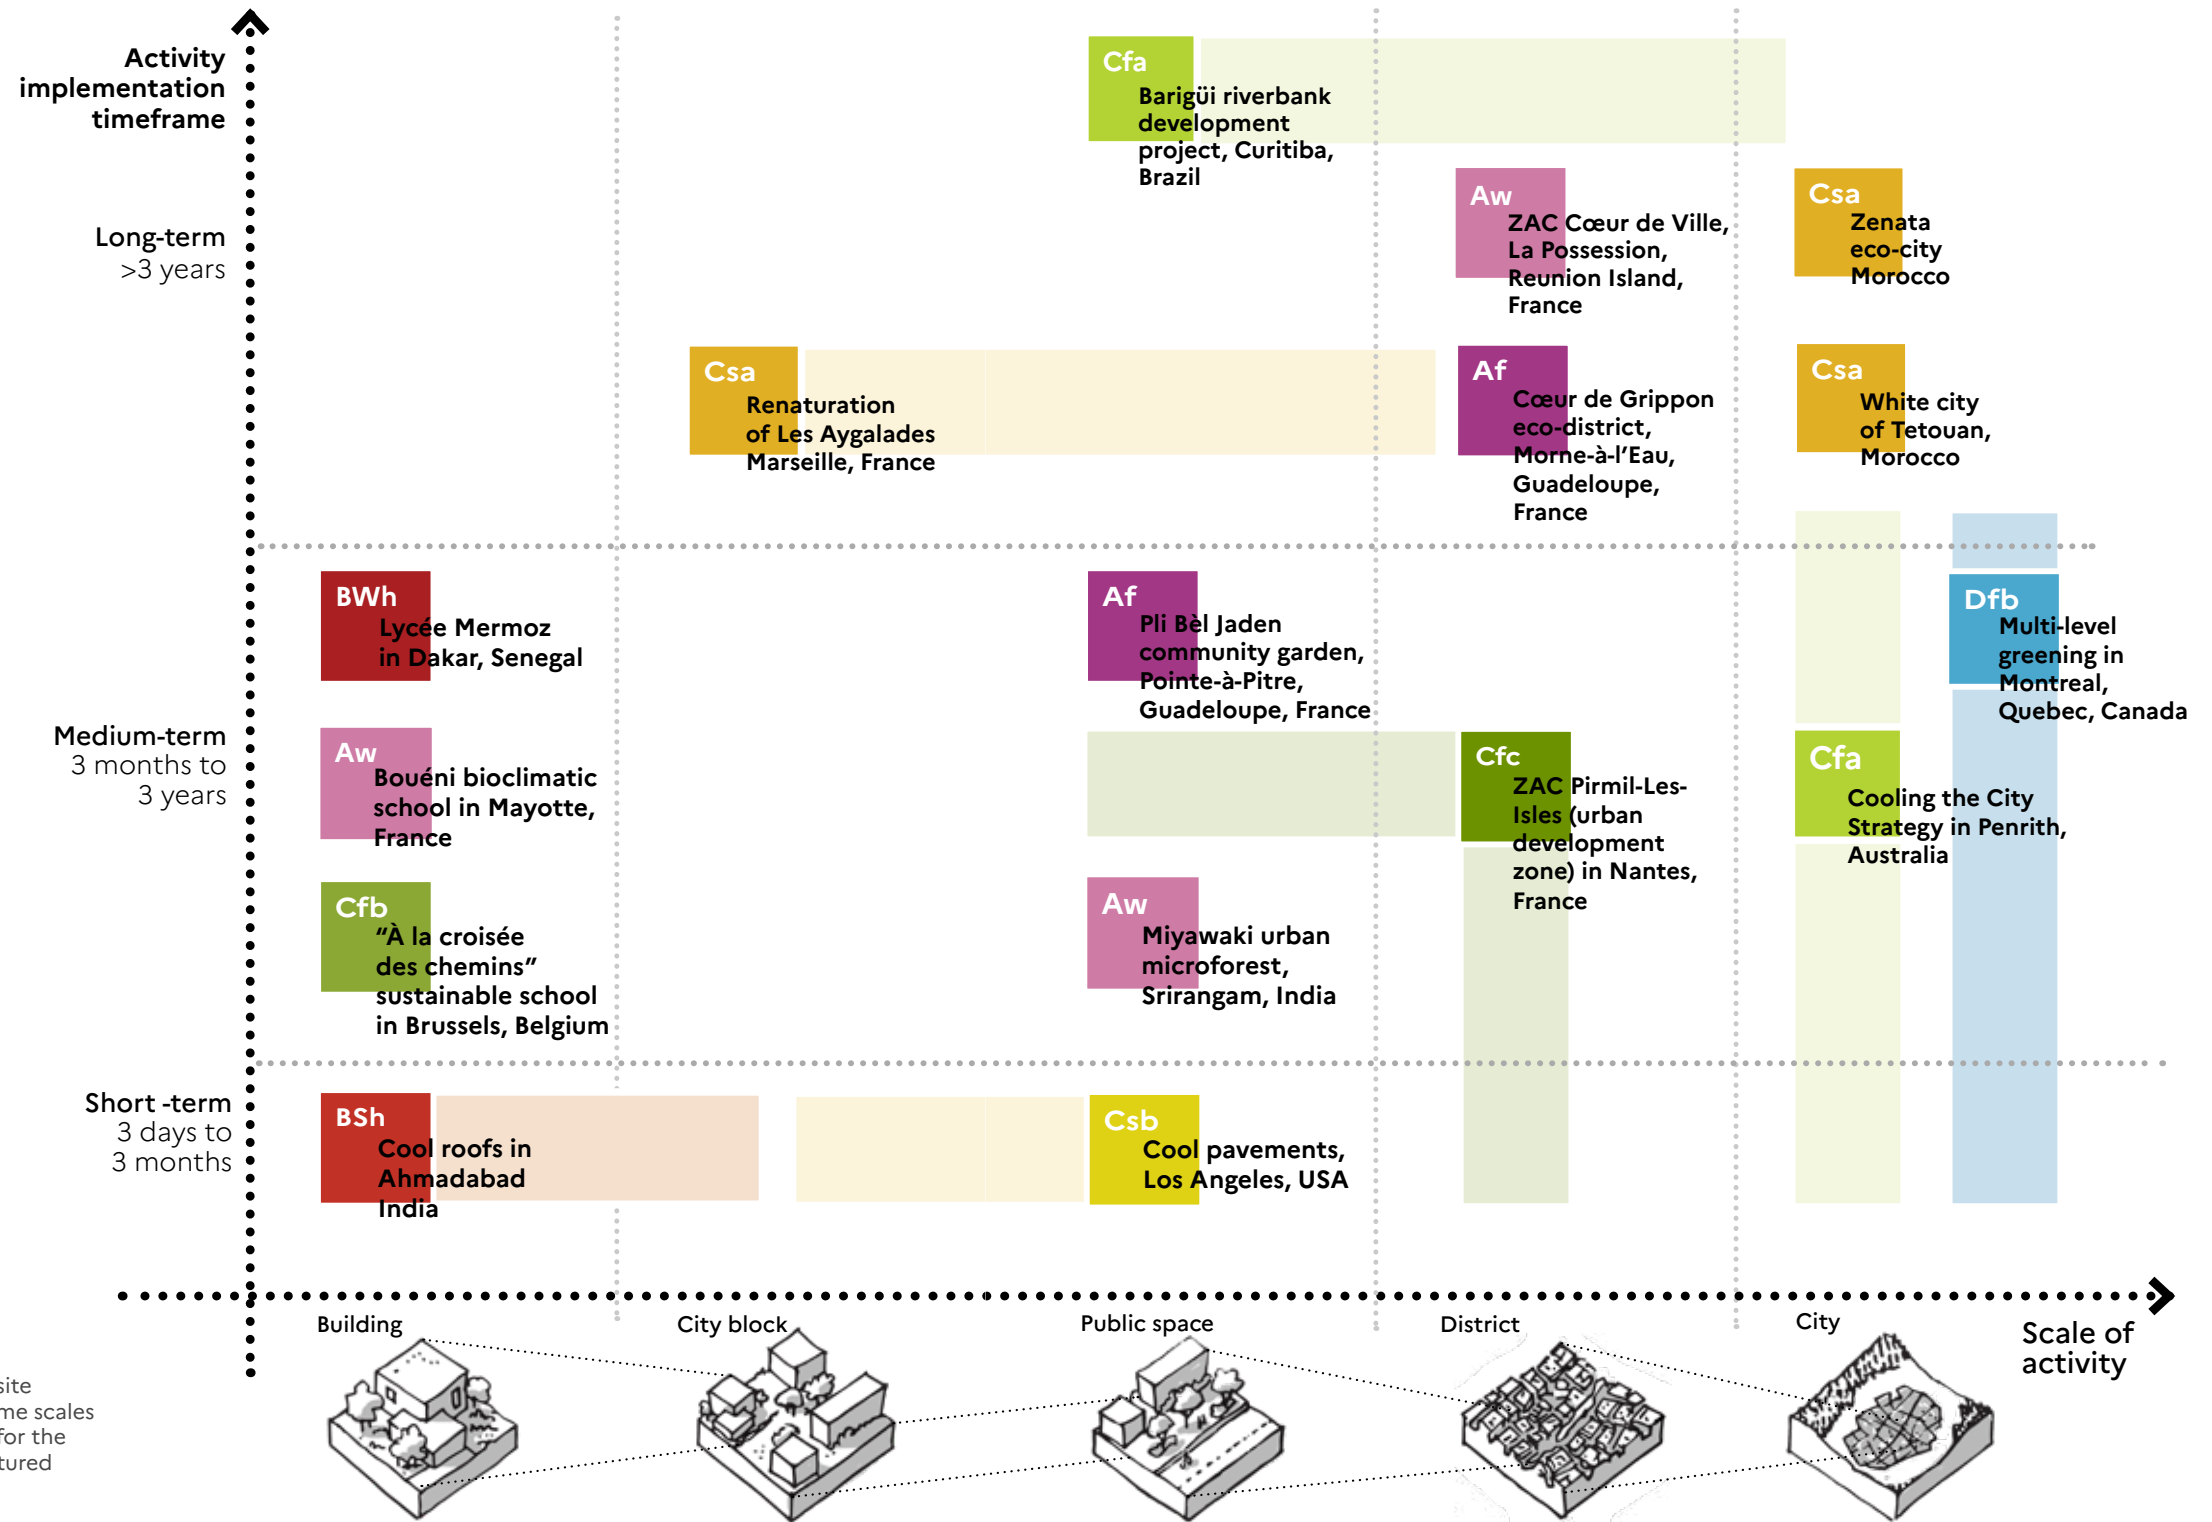 Activity
implementation
timeframe
Cfa
Barigüi riverbank
development
project, Curitiba,
Brazil
Long-term
>3 years
Aw
ZAC Cœur de Ville,
La Possession,
Reunion Island,
France
Csa
Zenata
eco-city
Morocco
Csa
Renaturation
of Les Aygalades
Marseille, France
Af
Cœur de Grippon
eco-district,
Morne-à-l'Eau,
Guadeloupe,
France
Csa
White city
of Tetouan,
Morocco
BWh
Lycée Mermoz
in Dakar, Senegal
Af
Pli Bèl Jaden
community garden,
Pointe-à-Pitre,
Guadeloupe, France
Dfb
Multi-level
greening in
Montreal,
Quebec, Canada
Medium-term
3 months to
3 years
Aw
Bouéni bioclimatic
school in Mayotte,
France
Cfc
ZAC Pirmil-Les-
Isles (urban
development
zone) in Nantes,
France
Cfa
Cooling the City
Strategy in Penrith,
Australia
Cfb
“À la croisée
des chemins”
sustainable school
in Brussels, Belgium
Aw
Miyawaki urban
microforest,
Srirangam, India
Short -term
3 days to
3 months
BSh
Cool roofs in
Ahmadabad
India
Csb
Cool pavements,
Los Angeles, USA
Building
City block
Public space
District
City
Scale of
activity
site
me scales
for the
tured